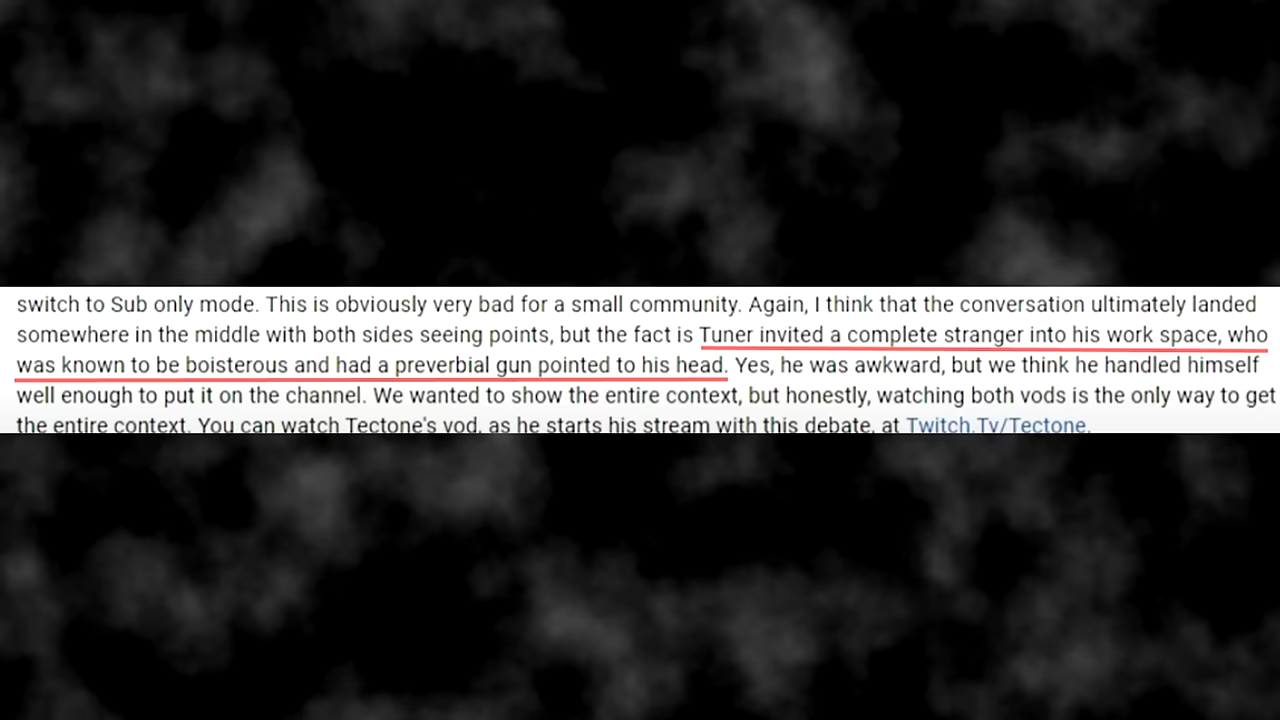 switch to Sub only mode. This is obviously very bad for a small community. Again, I think that the conversation ultimately landed
somewhere in the middle with both sides seeing points, but the fact is Tuner invited a complete stranger into his work space, who
was known to be boisterous and had a preverbial gun pointed to his head. Yes, he was awkward, but we think he handled himself
well enough to put it on the channel. We wanted to show the entire context, but honestly, watching both vods is the only way to get
the entire context. You can watch Tectone's vod, as he starts his stream with this debate, at Twitch.Tv/Tectone.